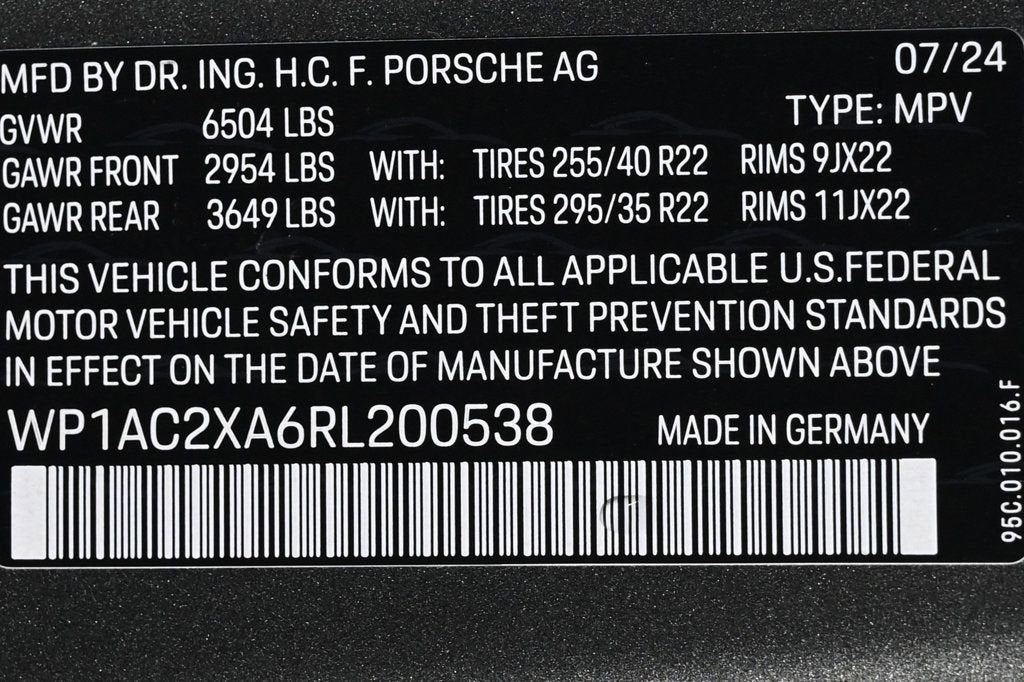 MFD BY DR. ING. H.C. F. PORSCHE AG 07/24
GVWR 6504 LBS TYPE: MPV
GAWR FRONT 2954 LBS WITH: TIRES 255/40 R22 RIMS 9JX22
GAWR REAR 3649 LBS WITH: TIRES 295/35 R22 RIMS 11JX22
THIS VEHICLE CONFORMS TO ALL APPLICABLE U.S.FEDERAL
MOTOR VEHICLE SAFETY AND THEFT PREVENTION STANDARDS
IN EFFECT ON THE DATE OF MANUFACTURE SHOWN ABOVE
WP1AC2XA6RL200538 MADE IN GERMANY
95C.010.016.F